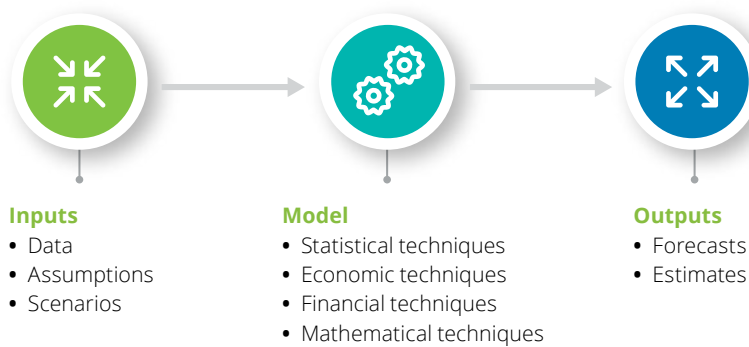 Inputs
• Data
• Assumptions
• Scenarios
Model
• Statistical techniques
• Economic techniques
• Financial techniques
• Mathematical techniques
Outputs
• Forecasts
• Estimates